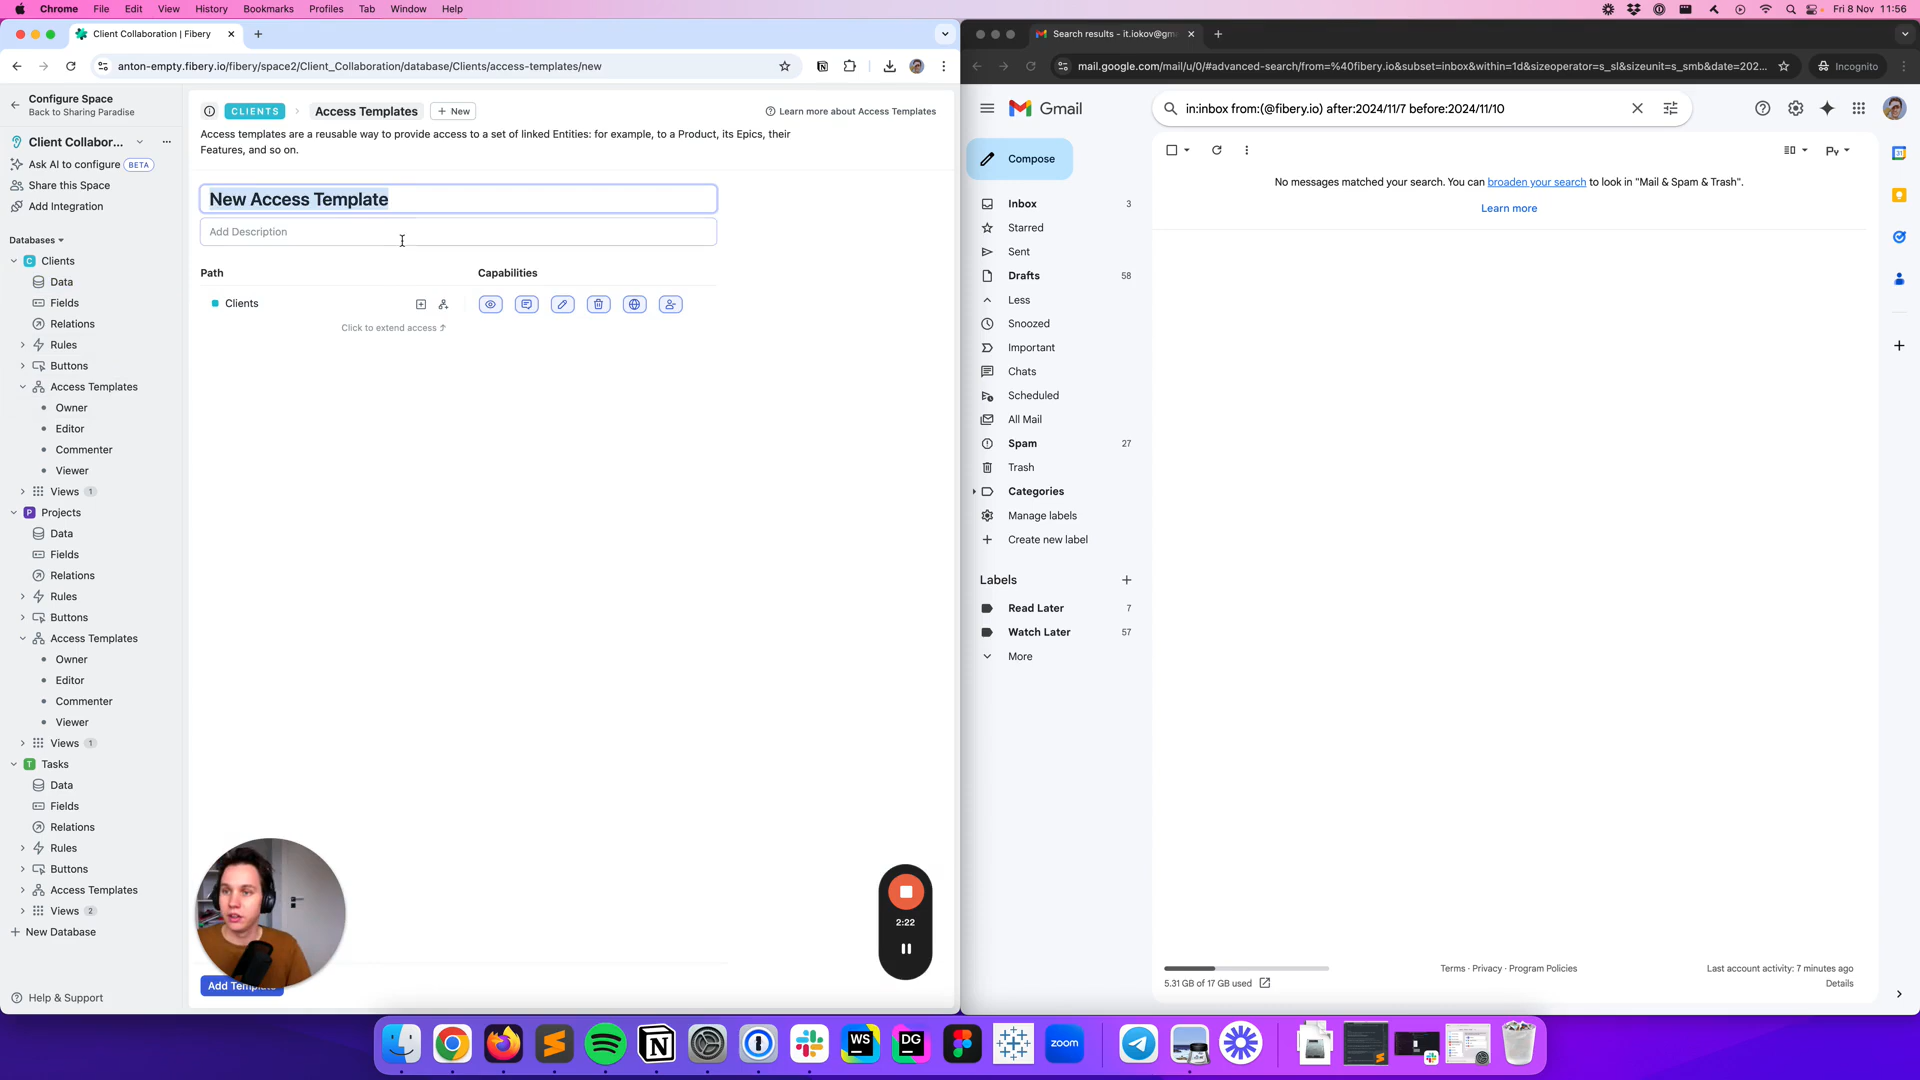 Chrome File Edit View History Bookmarks Profiles Tab Window Help
Fri 8 Nov 11:56
Client Collaboration | Fibery
anton-empty.fibery.io/fibery/space2/Client_Collaboration/database/Clients/access-templates/new
Configure Space
Back to Sharing Paradise
Client Collabor...
Ask AI to configure BETA
Share this Space
Add Integration
Databases
C Clients
Data
Fields
Relations
Rules
Buttons
Access Templates
Owner
Editor
Commenter
Viewer
Views 1
P Projects
Data
Fields
Relations
Rules
Buttons
Access Templates
Owner
Editor
Commenter
Viewer
Views 1
T Tasks
Data
Fields
Relations
Rules
Buttons
Access Templates
Views 2
New Database
Help & Support
CLIENTS Access Templates New
Learn more about Access Templates
Access templates are a reusable way to provide access to a set of linked Entities: for example, to a Product, its Epics, their
Features, and so on.
New Access Template
Add Description
Path Capabilities
Clients
Click to extend access ↑
2:22
Add Temp
Search results - it.iokov@gm
mail.google.com/mail/u/0/#advanced-search/from=%40fibery.io&subset=inbox&within=1d&sizeoperator=s_sl&sizeunit=s_smb&date=202...
Incognito
Gmail
in:inbox from:(@fibery.io) after:2024/11/7 before:2024/11/10
Compose
Inbox 3
Starred
Sent
Drafts 58
Less
Snoozed
Important
Chats
Scheduled
All Mail
Spam 27
Trash
Categories
Manage labels
Create new label
Labels
Read Later 7
Watch Later 57
More
No messages matched your search. You can broaden your search to look in "Mail & Spam & Trash".
Learn more
5.31 GB of 17 GB used
Terms · Privacy · Program Policies
Last account activity: 7 minutes ago
Details
WS
DG
zoom